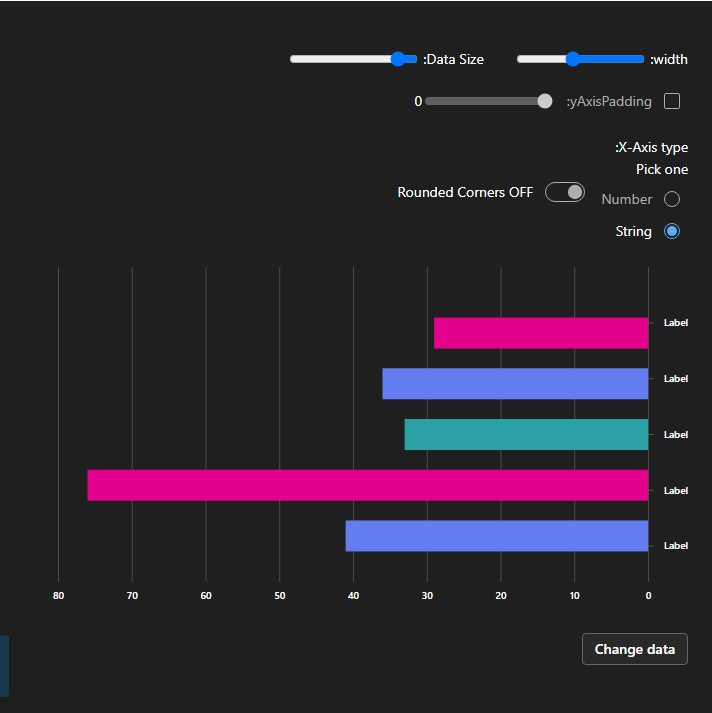 :width
:Data Size
:yAxisPadding
0
:X-Axis type
Pick one
Number
Rounded Corners OFF
String
Label
Label
Label
Label
Label
80 70 60 50 40 30 20 10 0
Change data